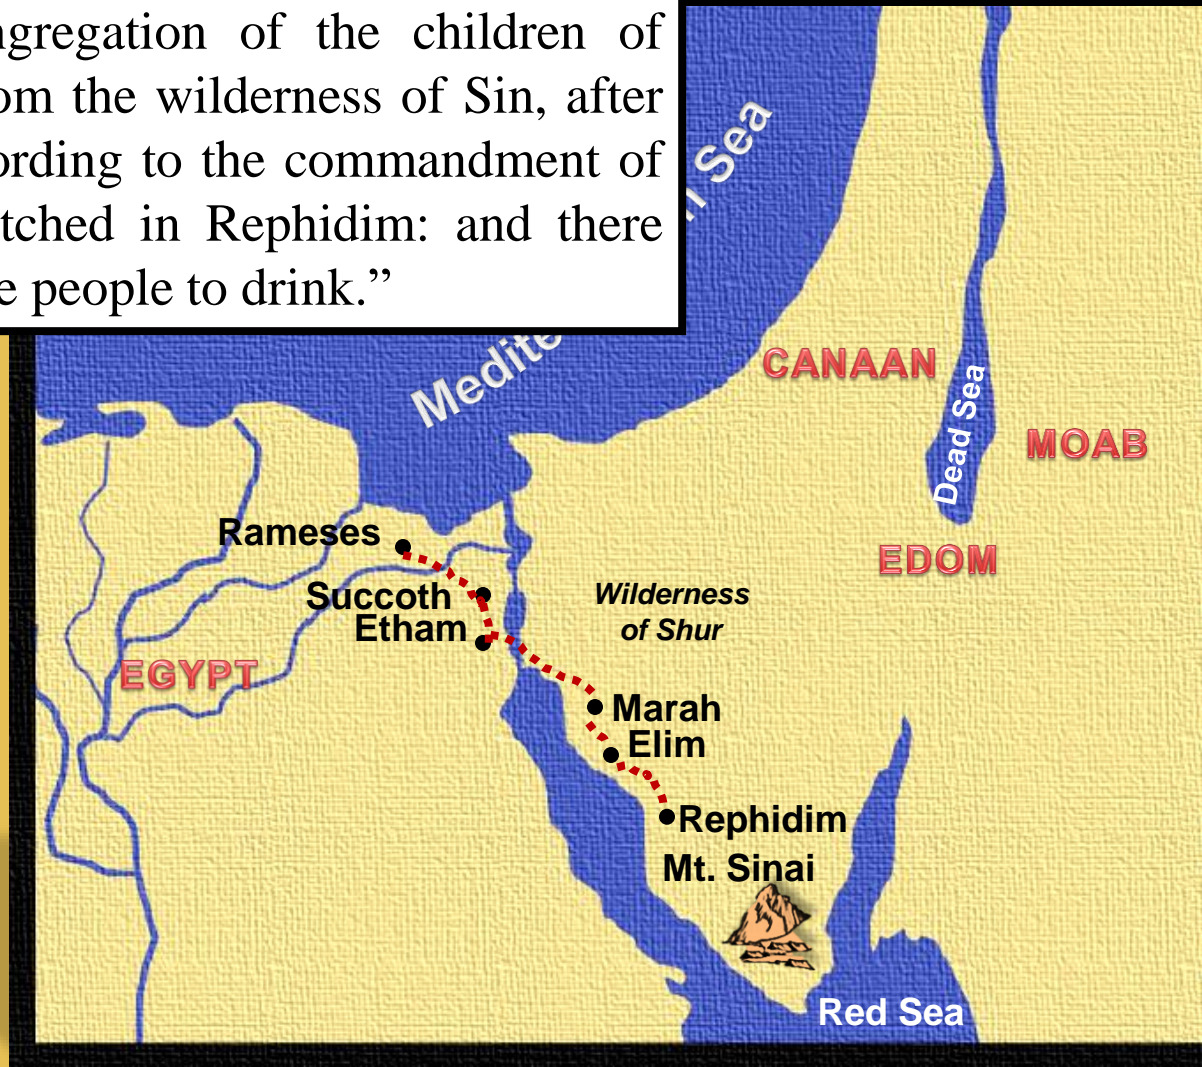 ngregation of the children of
om the wilderness of Sin, after
ording to the commandment of
tched in Rephidim: and there
e people to drink.”
n Sea
Medite
CANAAN
Dead Sea
MOAB
EDOM
Rameses
Succoth
Etham
Wilderness
of Shur
EGYPT
Marah
Elim
Rephidim
Mt. Sinai
Red Sea